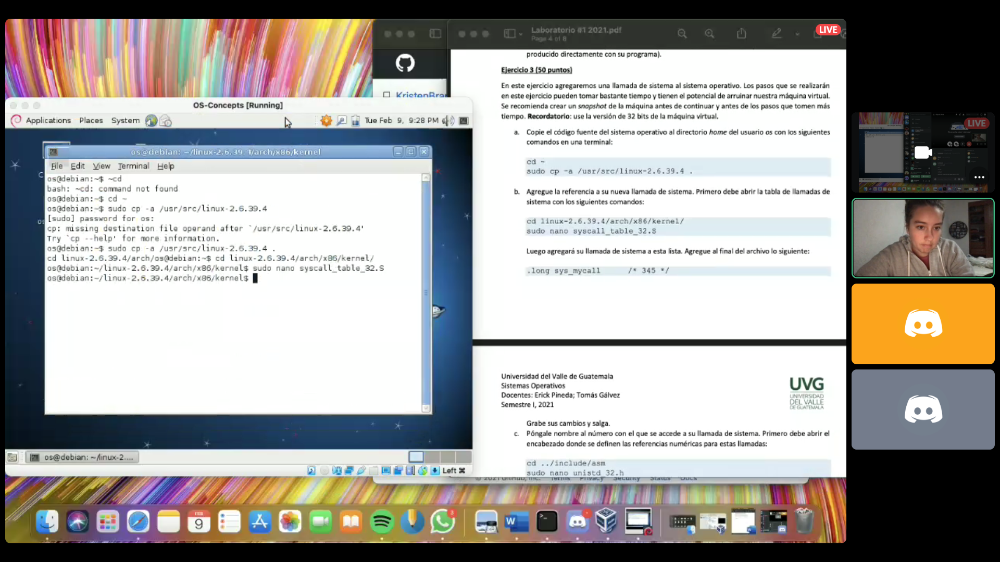 LIVE
Laboratorio #1 2021.pdf
Page 4 of 8
producido directamente con su programa).
Ejercicio 3 (50 puntos)
En este ejercicio agregaremos una llamada de sistema al sistema operativo. Los pasos que se realizarán
en este ejercicio pueden tomar bastante tiempo y tienen el potencial de arruinar nuestra máquina virtual.
Se recomienda crear un snapshot de la máquina antes de continuar y antes de los pasos que tomen más
tiempo. Recordatorio: use la versión de 32 bits de la máquina virtual.
a. Copie el código fuente del sistema operativo al directorio home del usuario os con los siguientes
comandos en una terminal:
cd ~
sudo cp -a /usr/src/linux-2.6.39.4 .
b. Agregue la referencia a su nueva llamada de sistema. Primero debe abrir la tabla de llamadas de
sistema con los siguientes comandos:
cd linux-2.6.39.4/arch/x86/kernel/
sudo nano syscall_table_32.S
Luego agregará su llamada de sistema a esta lista. Agregue al final del archivo lo siguiente:
.long sys_mycall /* 345 */
Universidad del Valle de Guatemala
Sistemas Operativos
Docentes: Erick Pineda; Tomás Gálvez
Semestre I, 2021
UVG
UNIVERSIDAD
DEL VALLE
DE GUATEMALA
Grabe sus cambios y salga.
c. Póngale nombre al número con el que se accede a su llamada de sistema. Primero debe abrir el
encabezado donde se definen las referencias numéricas para estas llamadas:
cd ../include/asm
sudo nano unistd_32.h
KristenBra
© 2021 GitHub, Inc. Terms Privacy Security Status Docs
OS-Concepts [Running]
Applications Places System
Tue Feb 9, 9:28 PM
os@debian: ~/linux-2.6.39.4/arch/x86/kernel
File Edit View Terminal Help
os@debian:~$ ~cd
bash: ~cd: command not found
os@debian:~$ cd ~
os@debian:~$ sudo cp -a /usr/src/linux-2.6.39.4
[sudo] password for os:
cp: missing destination file operand after `/usr/src/linux-2.6.39.4'
Try `cp --help' for more information.
os@debian:~$ sudo cp -a /usr/src/linux-2.6.39.4 .
cd linux-2.6.39.4/arch/os@debian:~$ cd linux-2.6.39.4/arch/x86/kernel/
os@debian:~/linux-2.6.39.4/arch/x86/kernel$ sudo nano syscall_table_32.S
os@debian:~/linux-2.6.39.4/arch/x86/kernel$
os@debian: ~/linux-2....
Left ⌘
FEB
9
3
W
LIVE